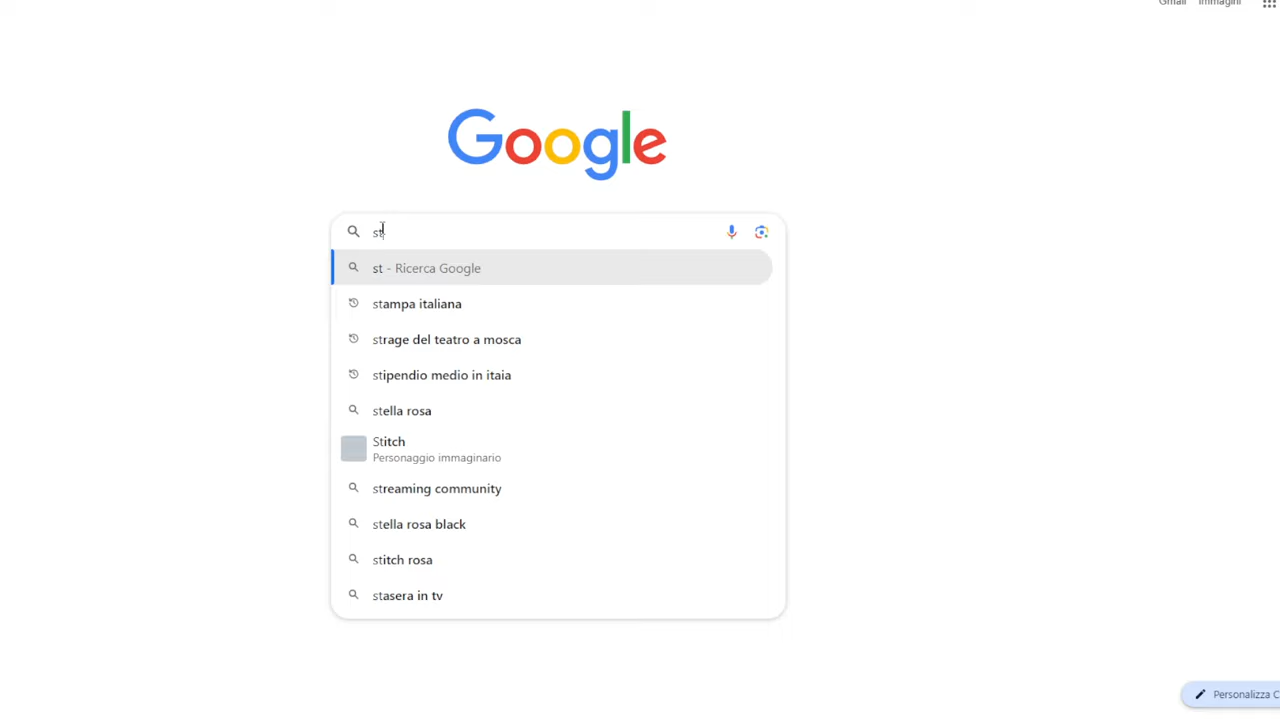 Gmail Immagini
Google
st
st - Ricerca Google
stampa italiana
strage del teatro a mosca
stipendio medio in itaia
stella rosa
Stitch
Personaggio immaginario
streaming community
stella rosa black
stitch rosa
stasera in tv
Personalizza C